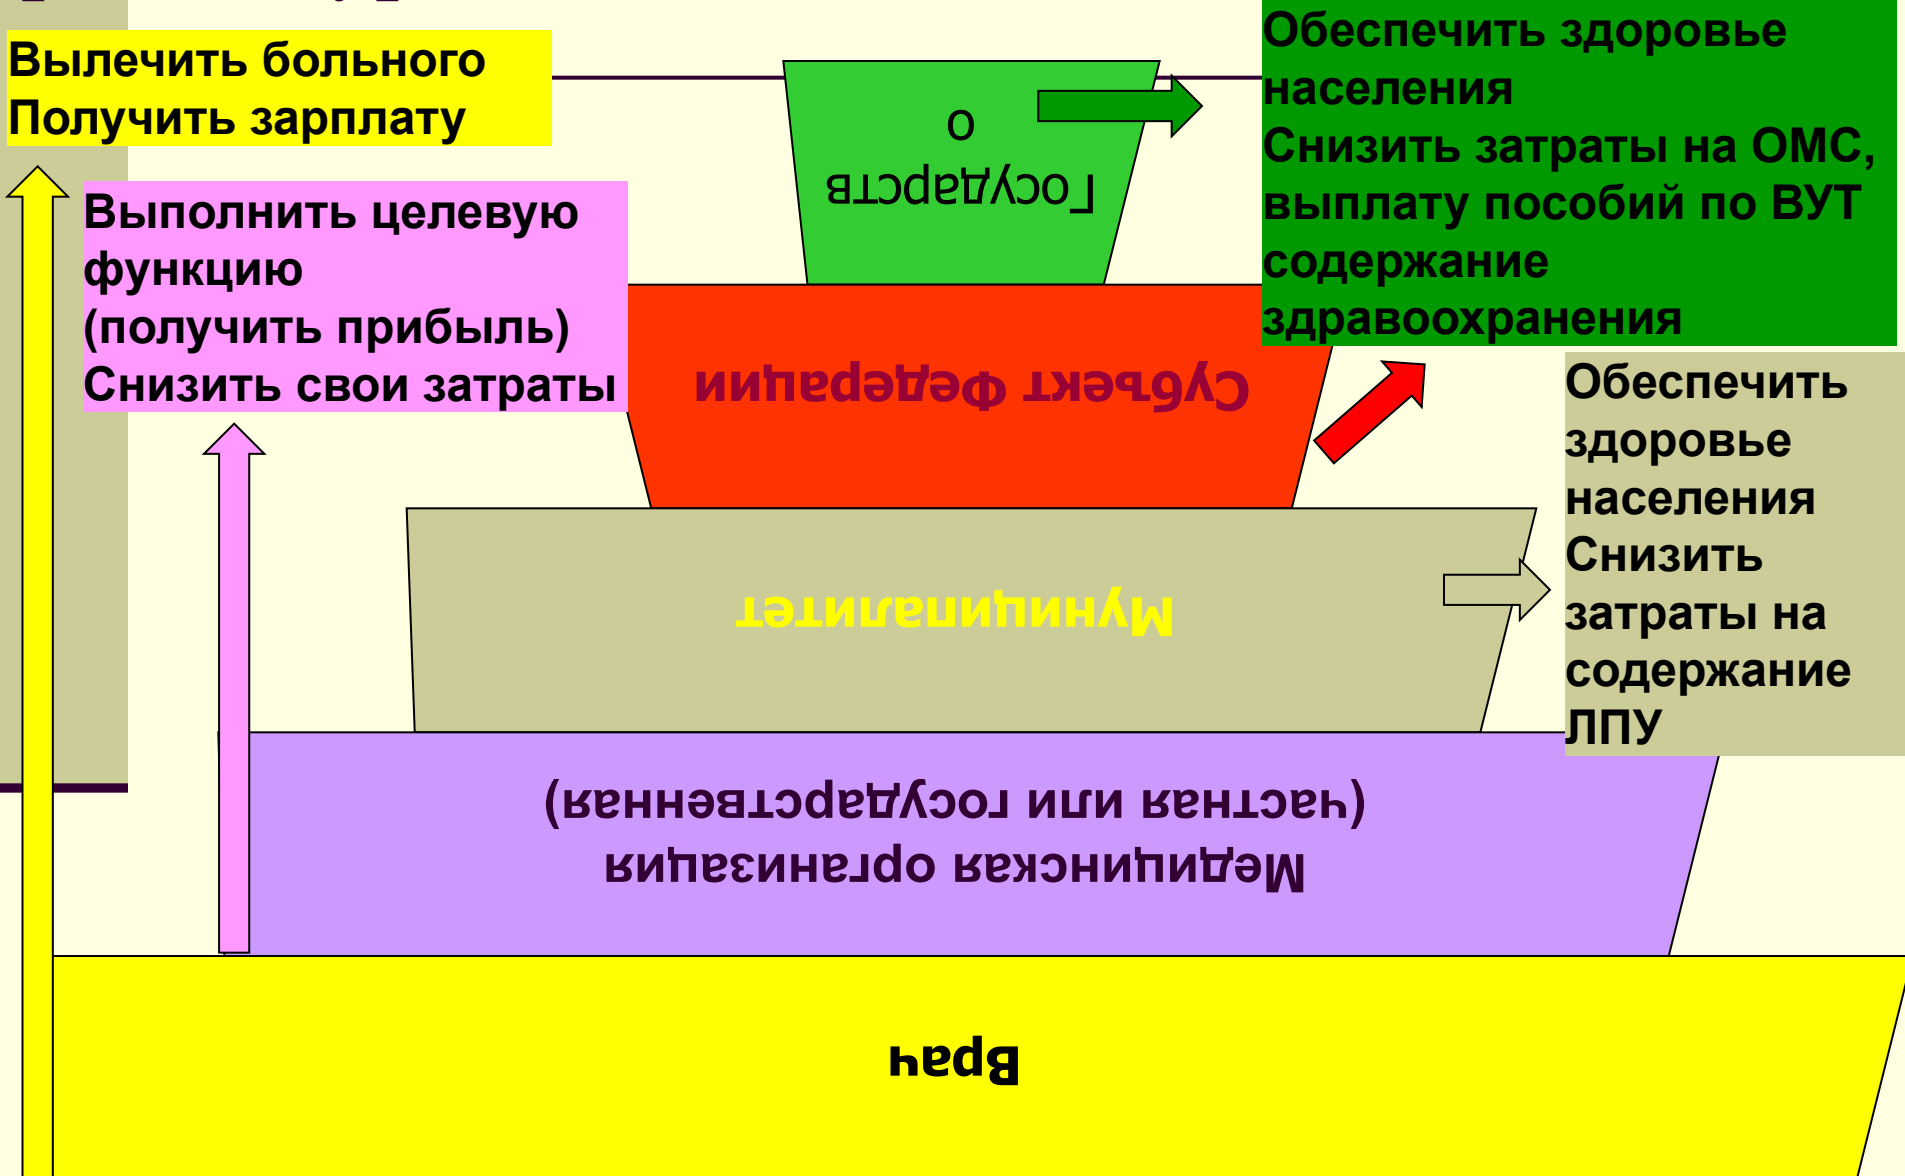 Вылечить больного
Получить зарплату
Выполнить целевую
функцию
(получить прибыль)
Снизить свои затраты
Обеспечить здоровье
населения
Снизить затраты на ОМС,
выплату пособий по ВУТ
содержание
здравоохранения
Обеспечить
здоровье
населения
Снизить
затраты на
содержание
ЛПУ
Государств
о
Субъект Федерации
Муниципалитет
Медицинская организация
(частная или государственная)
Врач